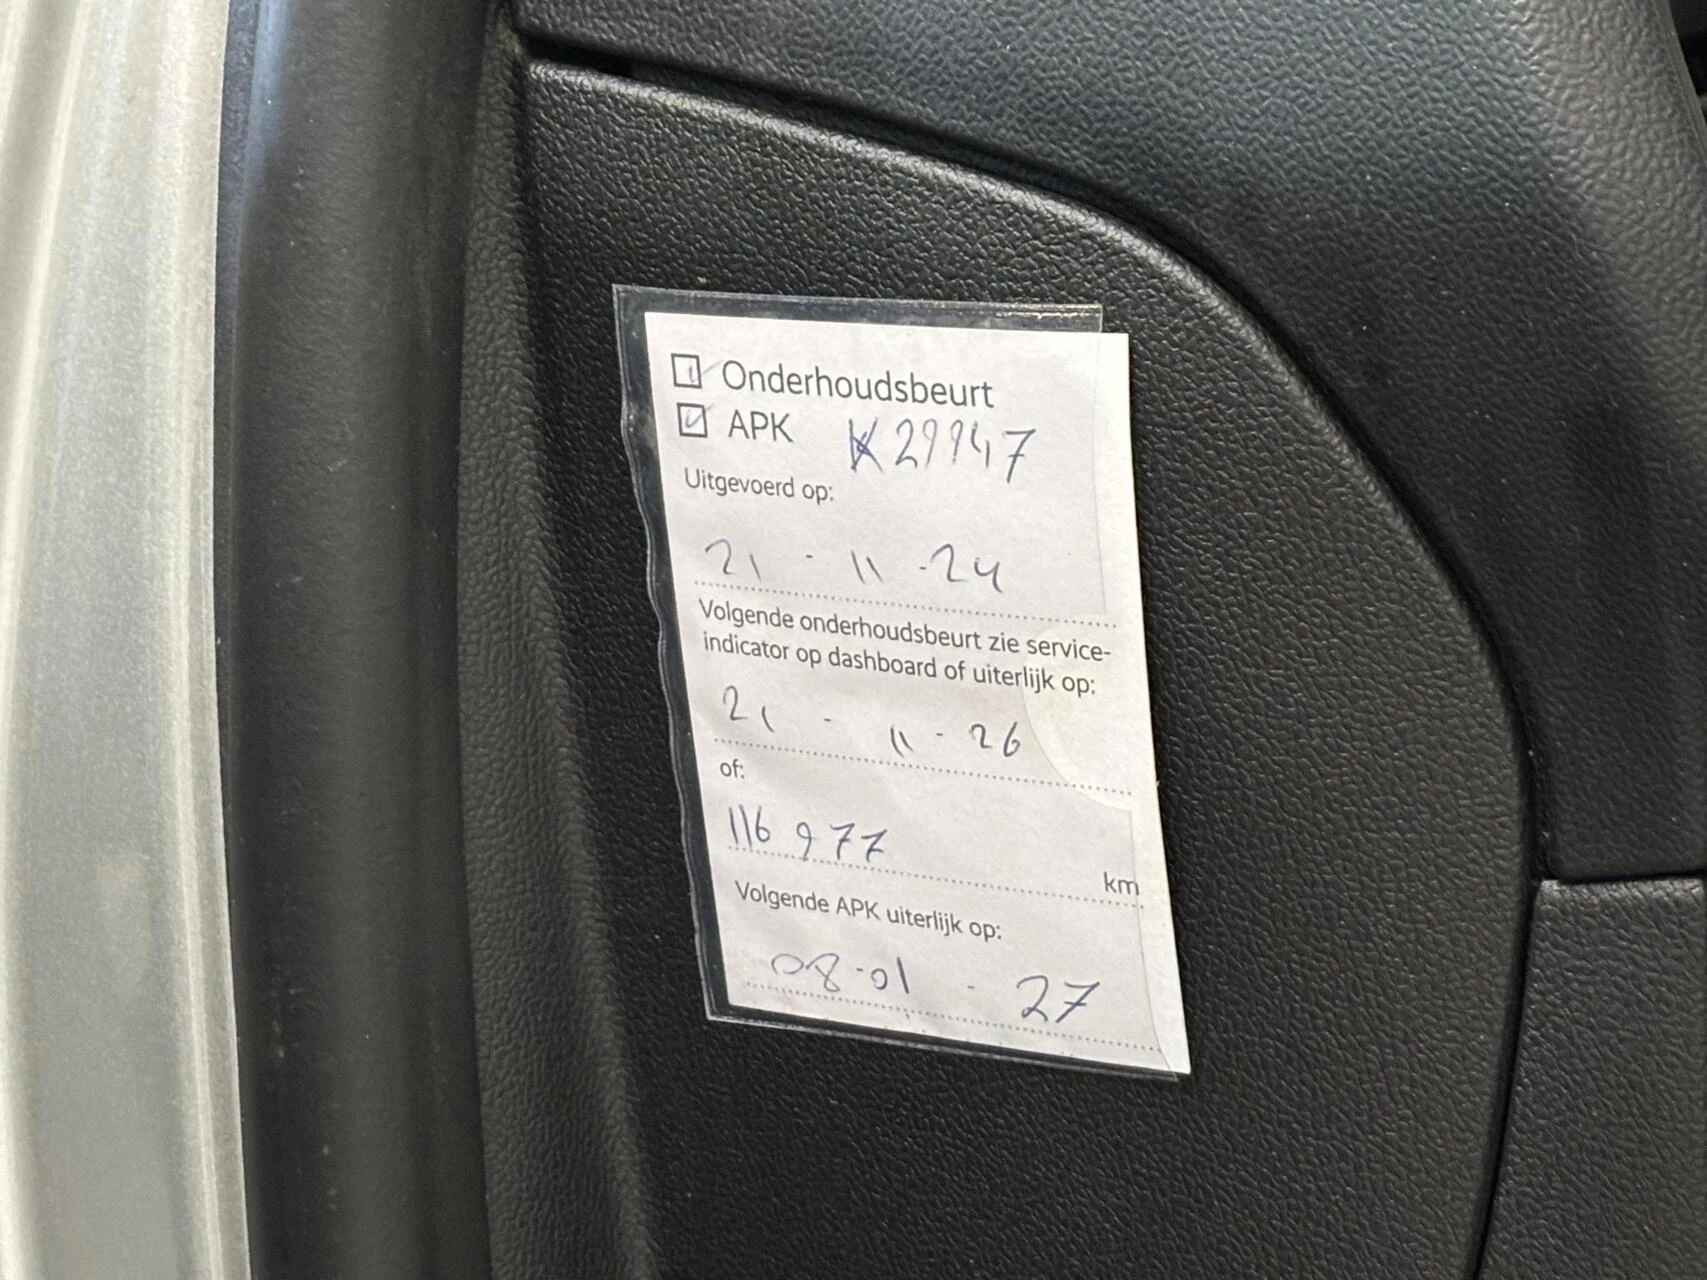 Onderhoudsbeurt
APK K29947
Uitgevoerd op:
21 - 11 - 24
Volgende onderhoudsbeurt zie service-
indicator op dashboard of uiterlijk op:
21 - 11 - 26
of:
116977 km
Volgende APK uiterlijk op:
08-01 - 27